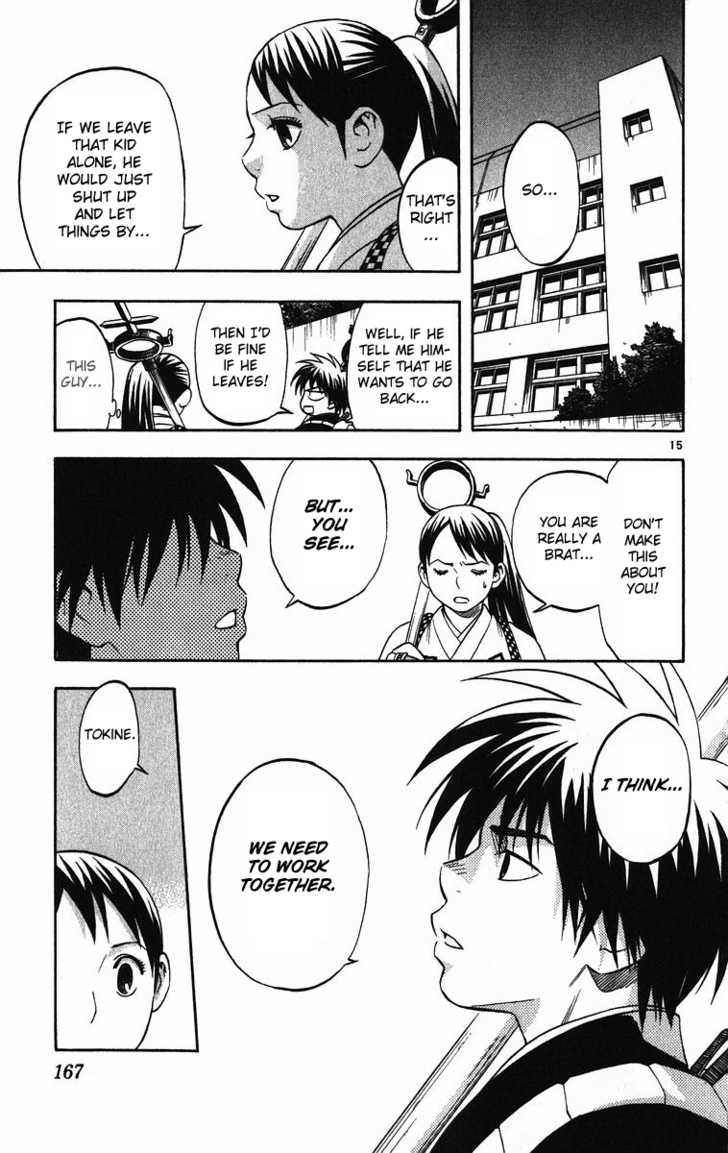 SO...
THAT'S
RIGHT
...
IF WE LEAVE
THAT KID
ALONE, HE
WOULD JUST
SHUT UP
AND LET
THINGS BY...
15
WELL, IF HE
TELL ME HIM-
SELF THAT HE
WANTS TO GO
BACK...
THEN I'D
BE FINE
IF HE
LEAVES!
THIS
GUY...
DON'T
MAKE
THIS
ABOUT
YOU!
YOU ARE
REALLY A
BRAT...
BUT...
YOU
SEE...
I THINK...
WE NEED
TO WORK
TOGETHER.
TOKINE.
167